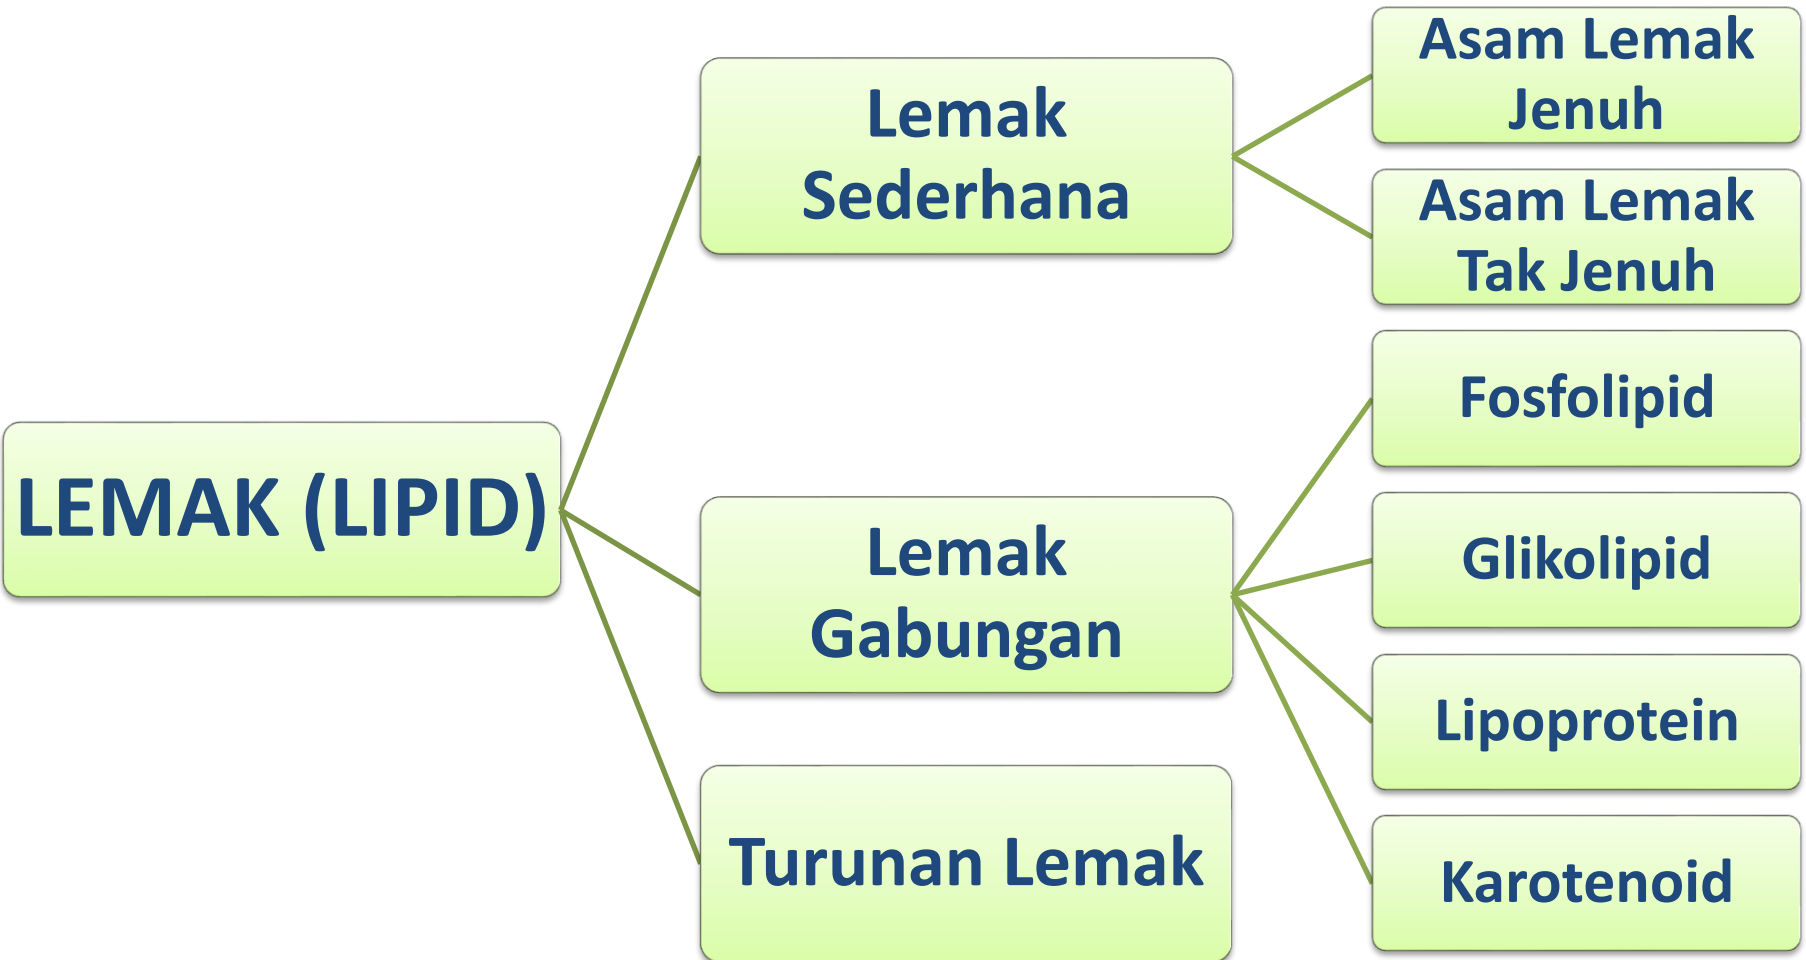 LEMAK (LIPID)
Lemak
Sederhana
Asam Lemak
Jenuh
Asam Lemak
Tak Jenuh
Lemak
Gabungan
Fosfolipid
Glikolipid
Lipoprotein
Karotenoid
Turunan Lemak